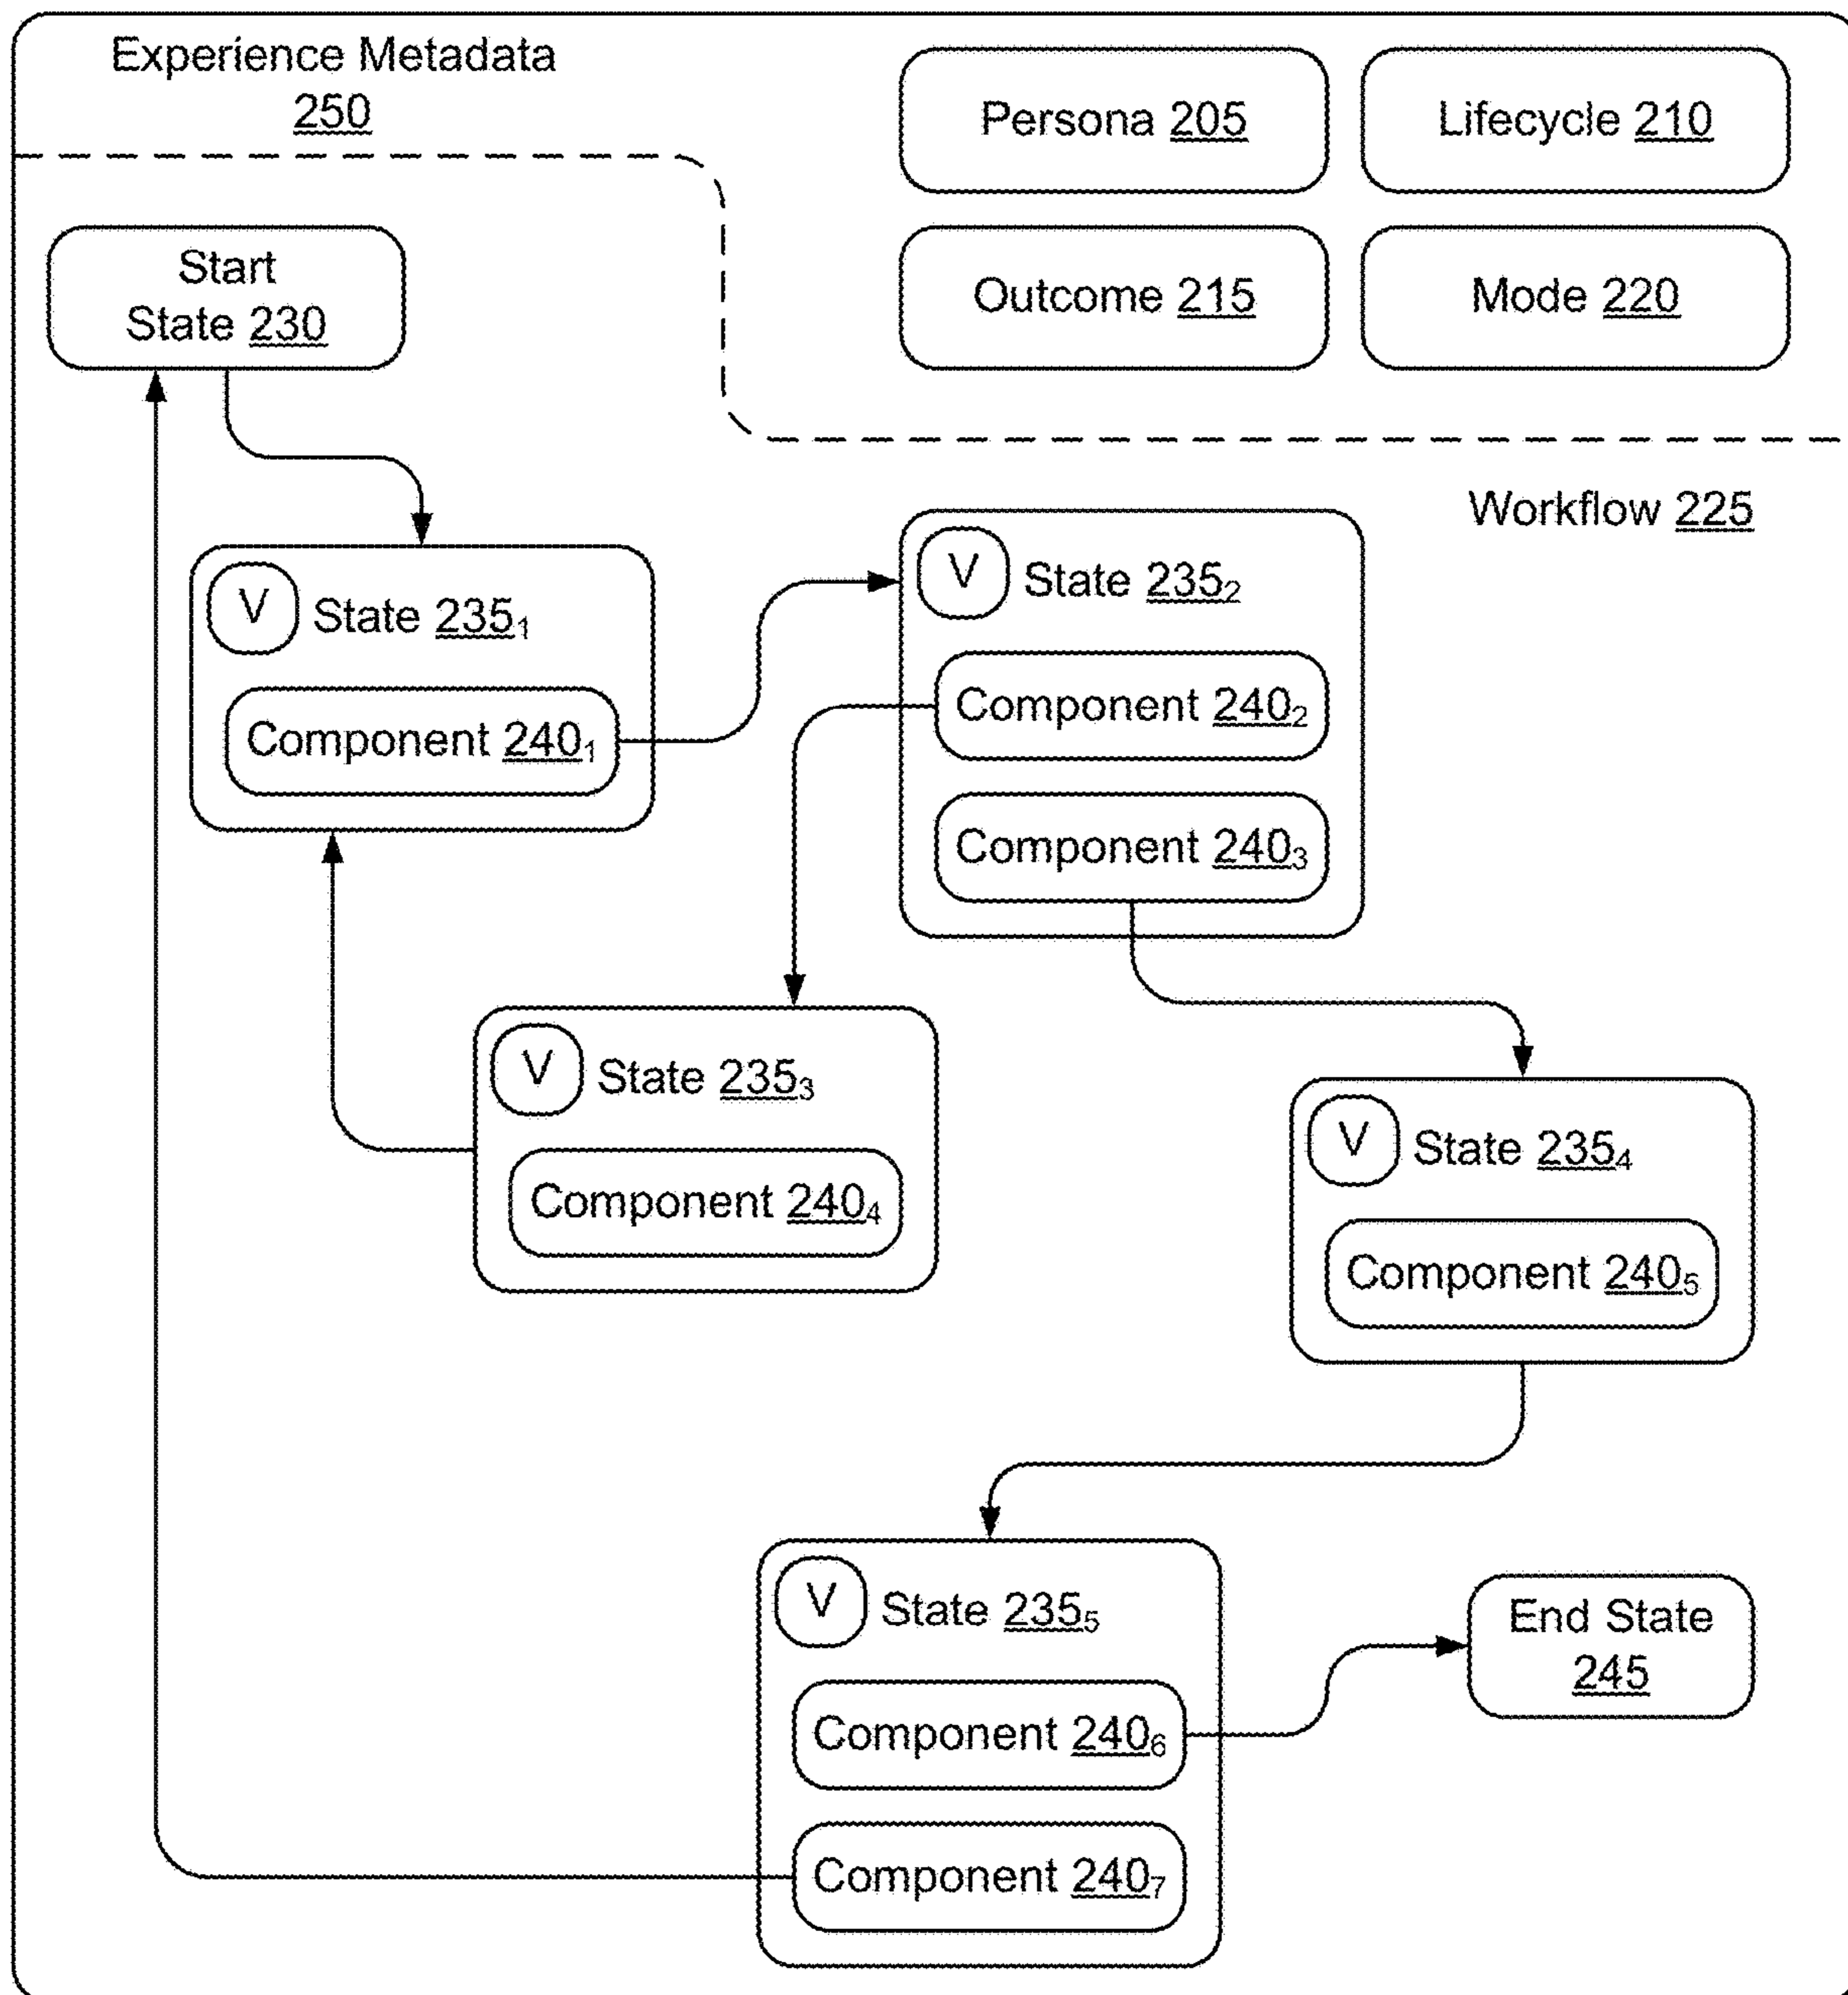 Experience Metadata
250
Persona 205
Lifecycle 210
Outcome 215
Mode 220
Start
State 230
Workflow 225
V State 235₁
Component 240₁
V State 235₂
Component 240₂
Component 240₃
V State 235₃
Component 240₄
V State 235₄
Component 240₅
V State 235₅
Component 240₆
Component 240₇
End State
245